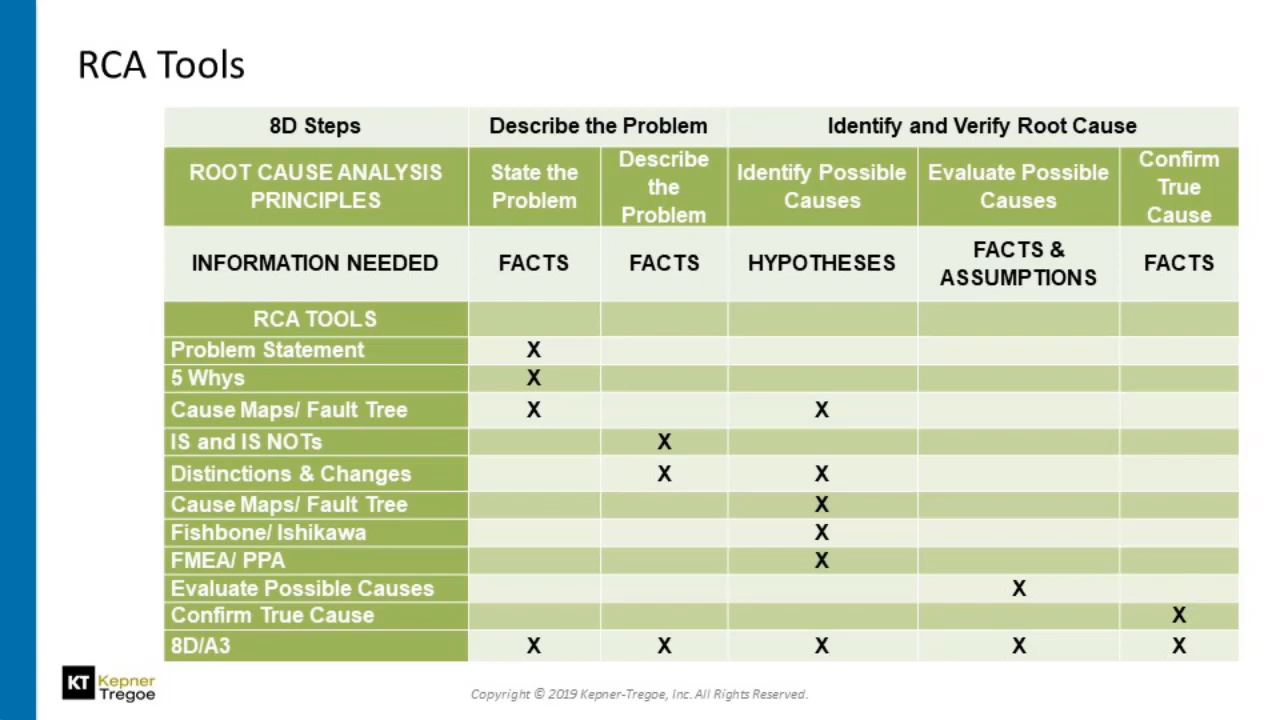 RCA Tools
8D Steps Describe the Problem Identify and Verify Root Cause
ROOT CAUSE ANALYSIS PRINCIPLES State the Problem Describe the Problem Identify Possible Causes Evaluate Possible Causes Confirm True Cause
INFORMATION NEEDED FACTS FACTS HYPOTHESES FACTS & ASSUMPTIONS FACTS
RCA TOOLS
Problem Statement X
5 Whys X
Cause Maps/ Fault Tree X X
IS and IS NOTs X
Distinctions & Changes X X
Cause Maps/ Fault Tree X
Fishbone/ Ishikawa X
FMEA/ PPA X
Evaluate Possible Causes X
Confirm True Cause X
8D/A3 X X X X X
KT Kepner Tregoe
Copyright © 2019 Kepner-Tregoe, Inc. All Rights Reserved.